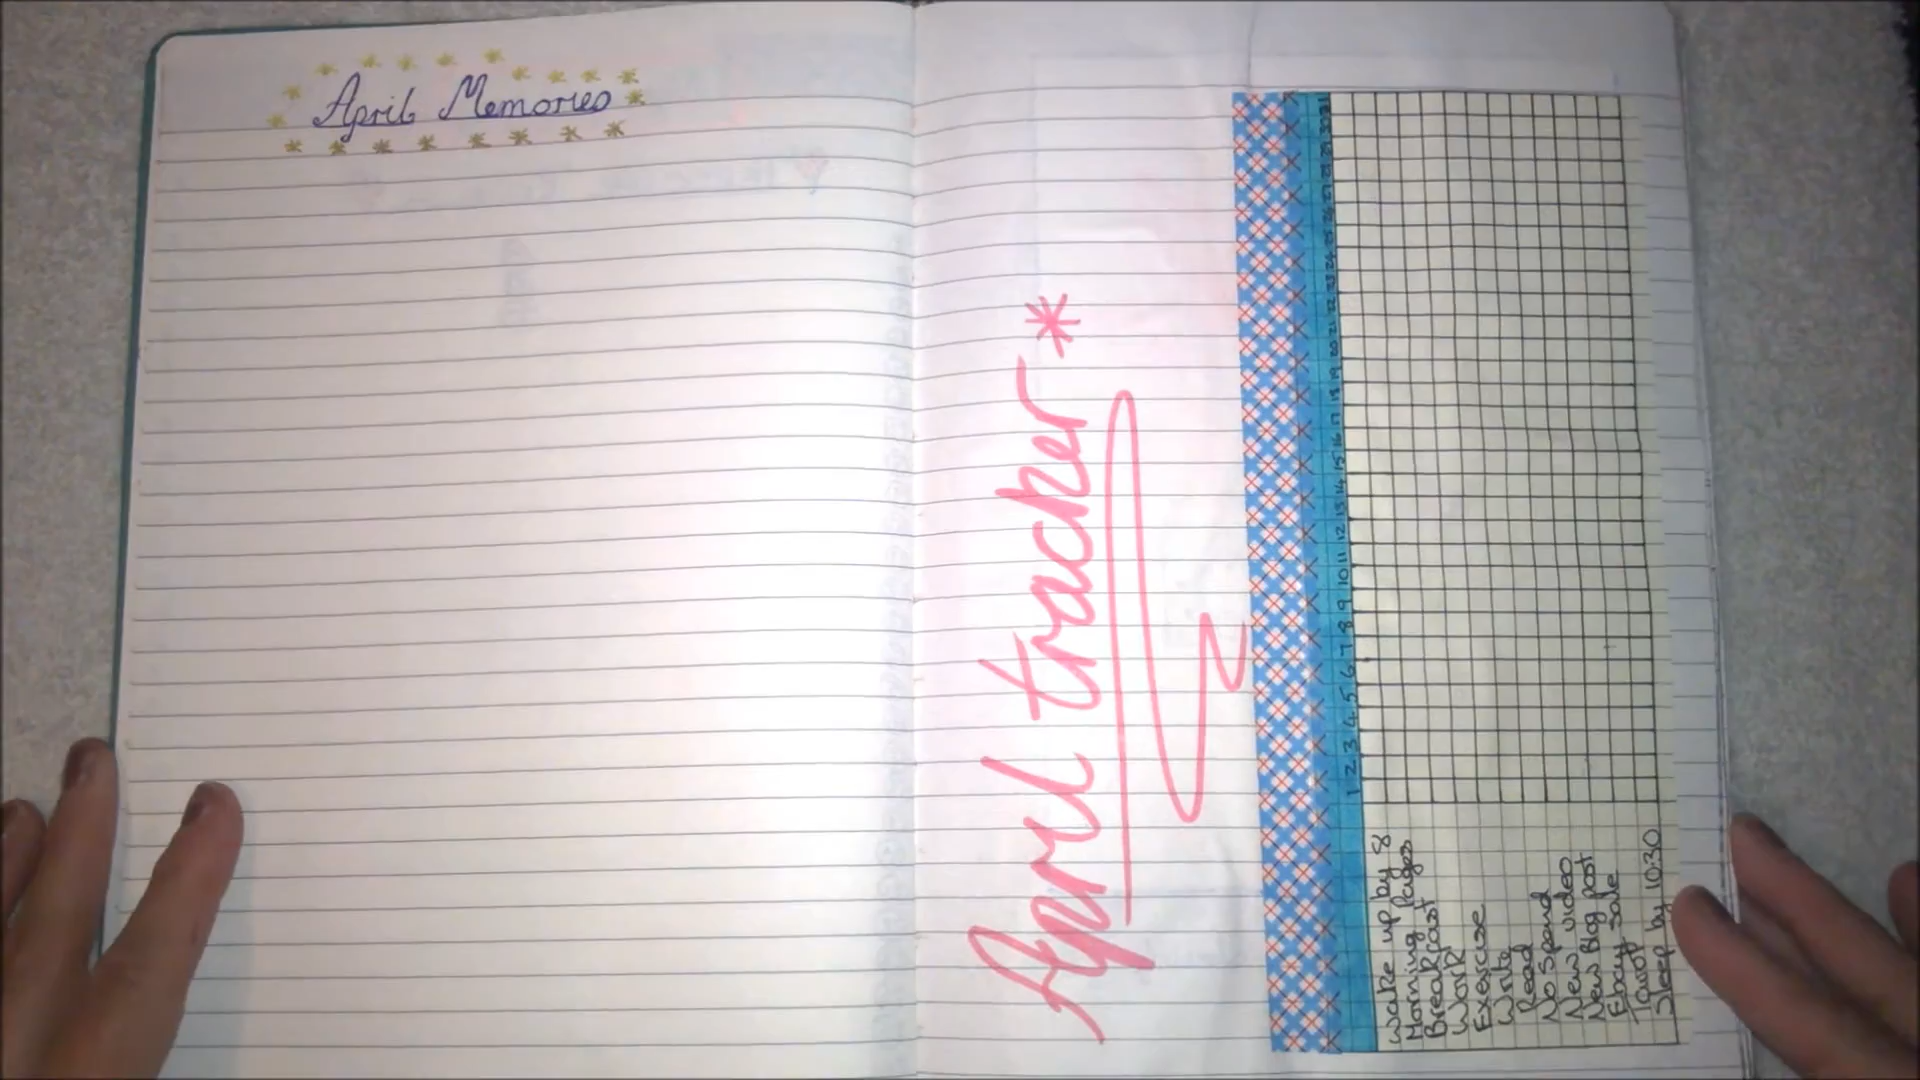 April Memories
April tracker *
1 2 3 4 5 6 7 8 9 10 11 12 13 14 15 16 17 18 19 20 21 22 23 24 25 26 27 28 29 30 31
Wake up by 8
Morning Pages
Breakfast
Work
Exercise
Write
Read
No Spend
New video
New Blog post
Ebay sale
Tarot
Sleep by 10:30